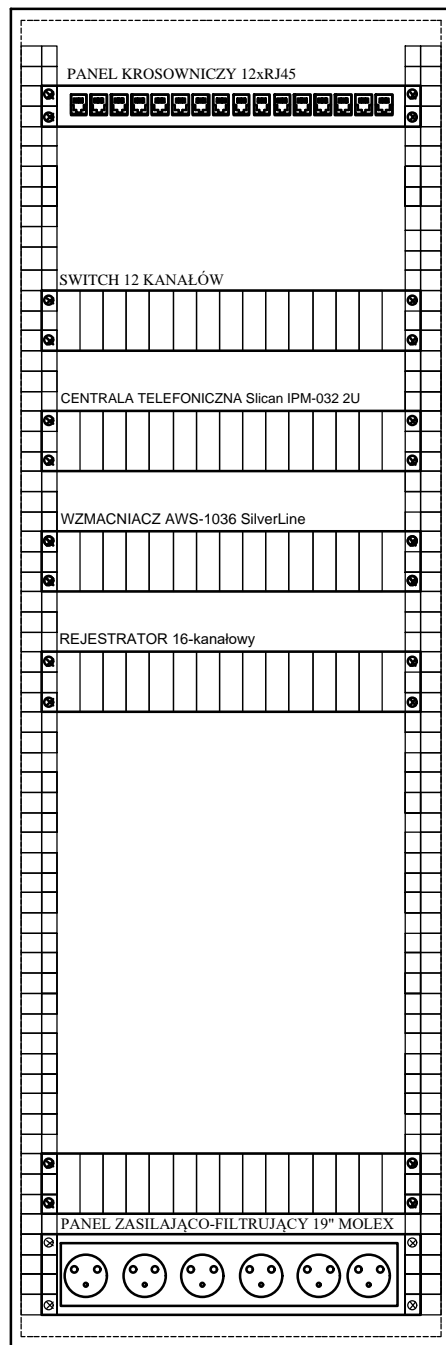 PANEL KROSOWNICZY 12xRJ45
SWITCH 12 KANAŁÓW
CENTRALA TELEFONICZNA Slican IPM-032 2U
WZMACNIACZ AWS-1036 SilverLine
REJESTRATOR 16-kanałowy
PANEL ZASILAJĄCO-FILTRUJĄCY 19" MOLEX